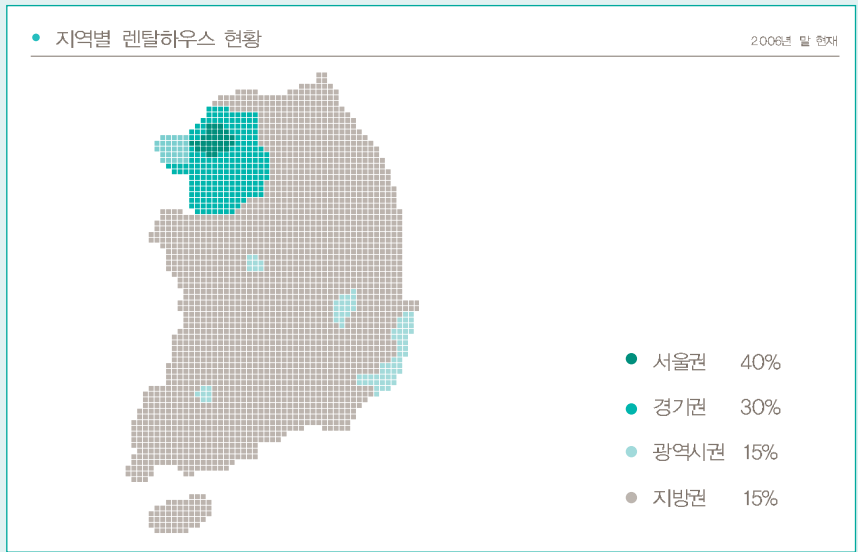 지역별 렌탈하우스 현황
2006년 말 현재
서울권 40%
경기권 30%
광역시권 15%
지방권 15%